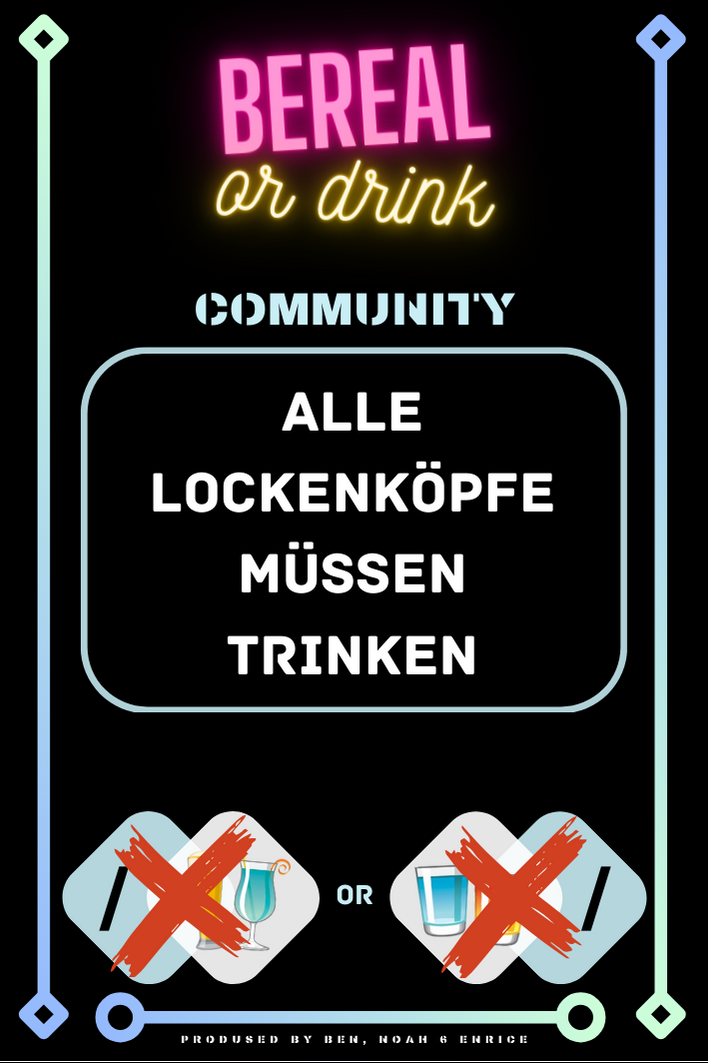 BEREAL
or drink
COMMUNITY
ALLE
LOCKENKÖPFE
MÜSSEN
TRINKEN
/ OR /
PRODUSED BY BEN, NOAH & ENRICE